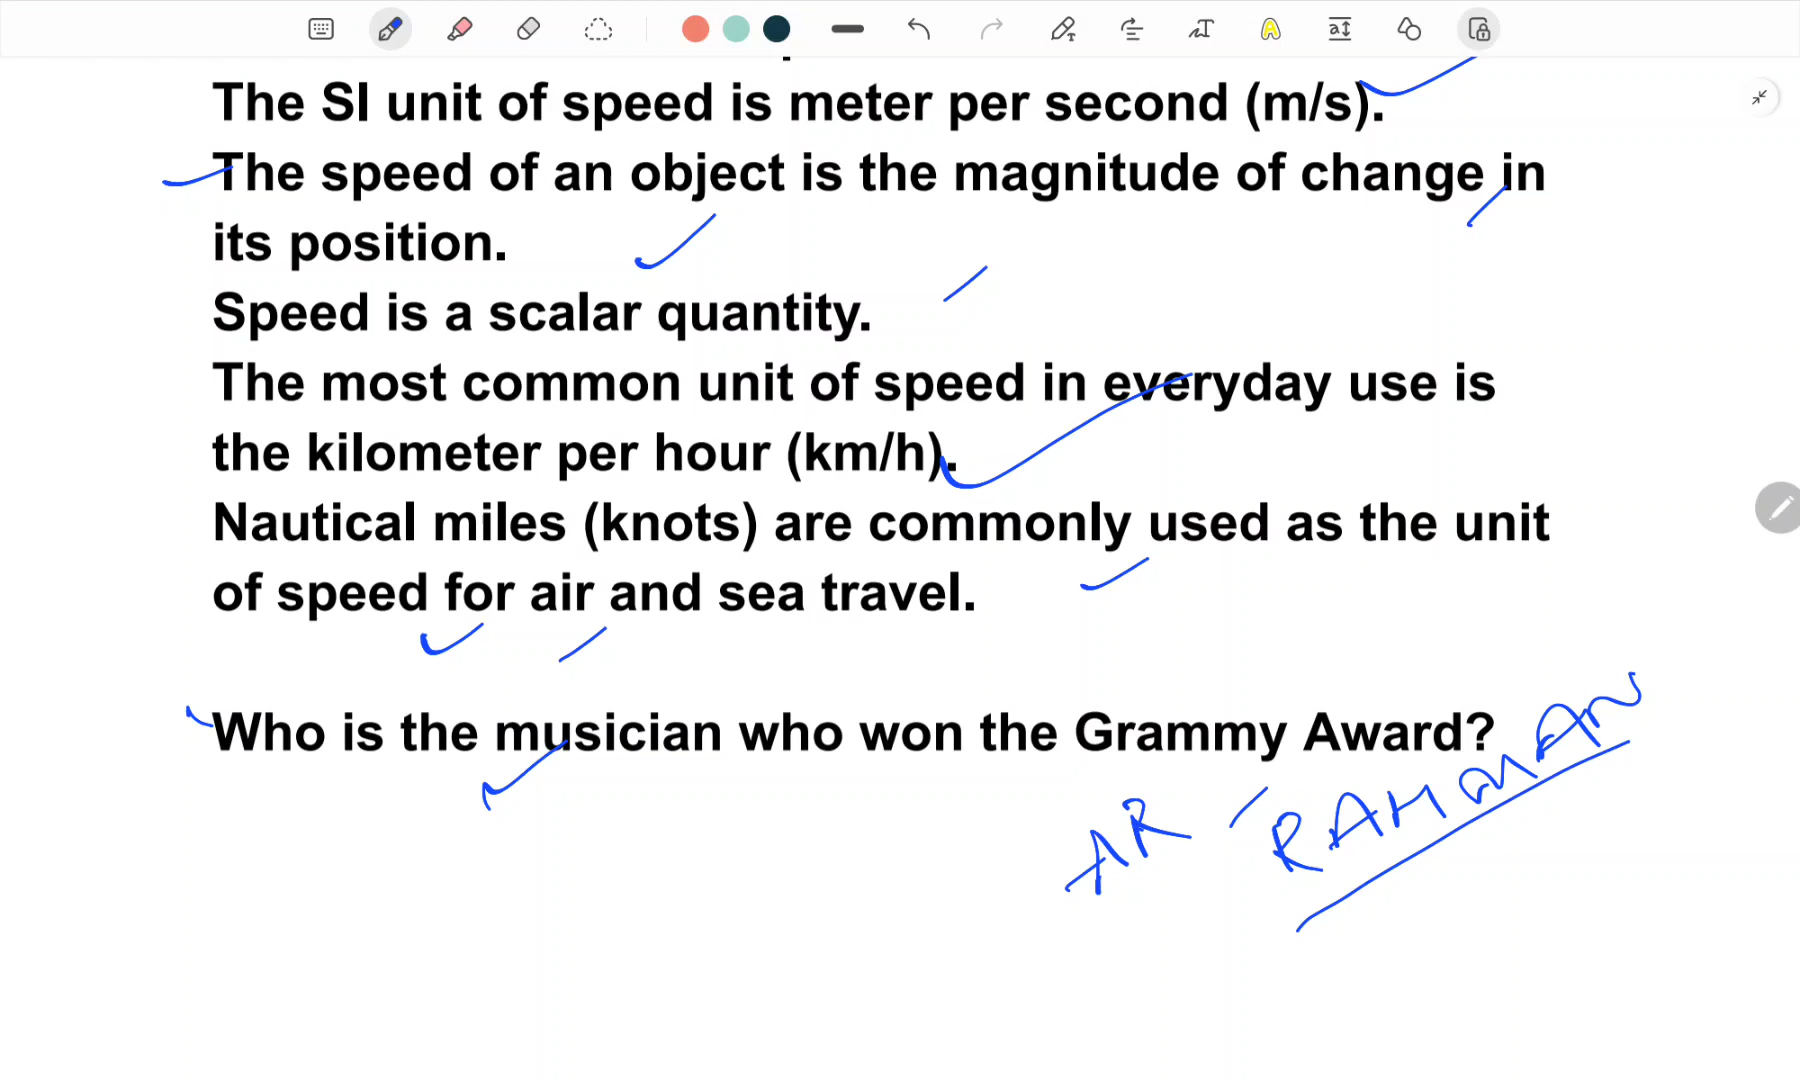 The SI unit of speed is meter per second (m/s).
The speed of an object is the magnitude of change in
its position.
Speed is a scalar quantity.
The most common unit of speed in everyday use is
the kilometer per hour (km/h).
Nautical miles (knots) are commonly used as the unit
of speed for air and sea travel.
Who is the musician who won the Grammy Award?
AR RAHMAN